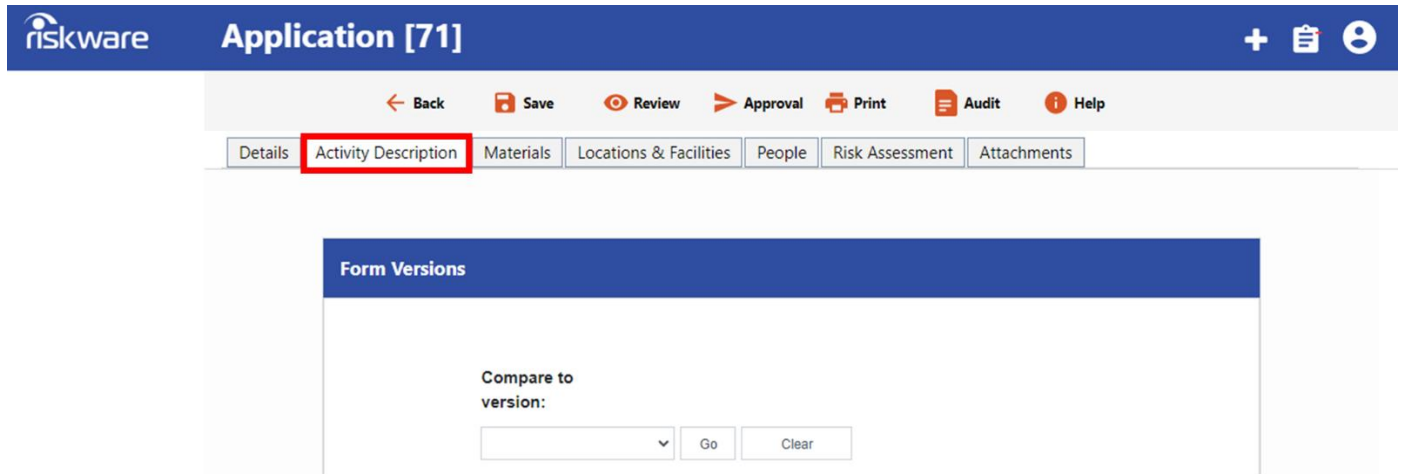 riskware Application [71]
Back Save Review Approval Print Audit Help
Details Activity Description Materials Locations & Facilities People Risk Assessment Attachments
Form Versions
Compare to
version:
Go Clear